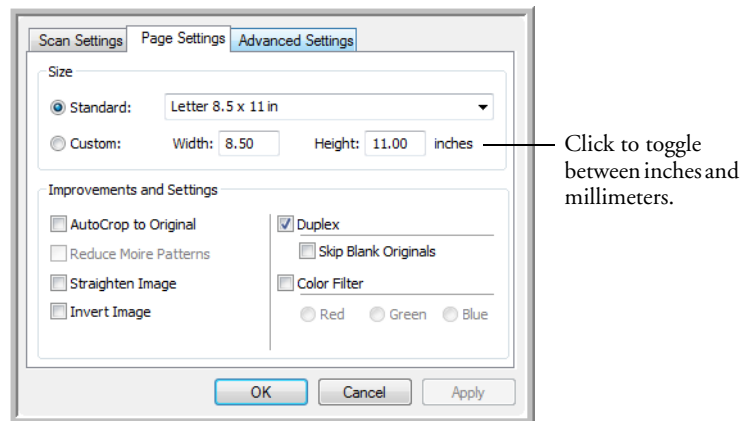 Scan Settings Page Settings Advanced Settings
Size
Standard: Letter 8.5 x 11 in
Custom: Width: 8.50 Height: 11.00 inches
Click to toggle
between inches and
millimeters.
Improvements and Settings
AutoCrop to Original
Reduce Moire Patterns
Straighten Image
Invert Image
Duplex
Skip Blank Originals
Color Filter
Red Green Blue
OK Cancel Apply